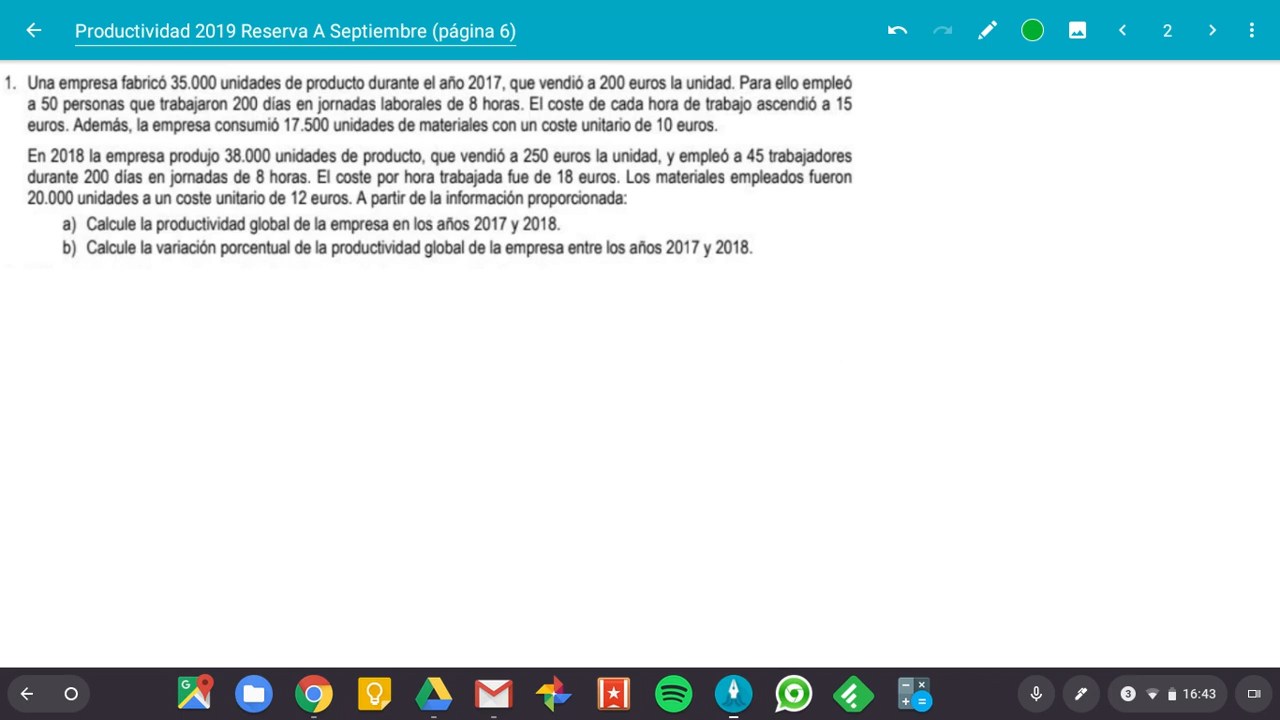 Productividad 2019 Reserva A Septiembre (página 6)
2
1. Una empresa fabricó 35.000 unidades de producto durante el año 2017, que vendió a 200 euros la unidad. Para ello empleó
a 50 personas que trabajaron 200 días en jornadas laborales de 8 horas. El coste de cada hora de trabajo ascendió a 15
euros. Además, la empresa consumió 17.500 unidades de materiales con un coste unitario de 10 euros.
En 2018 la empresa produjo 38.000 unidades de producto, que vendió a 250 euros la unidad, y empleó a 45 trabajadores
durante 200 días en jornadas de 8 horas. El coste por hora trabajada fue de 18 euros. Los materiales empleados fueron
20.000 unidades a un coste unitario de 12 euros. A partir de la información proporcionada:
a) Calcule la productividad global de la empresa en los años 2017 y 2018.
b) Calcule la variación porcentual de la productividad global de la empresa entre los años 2017 y 2018.
G
3 16:43